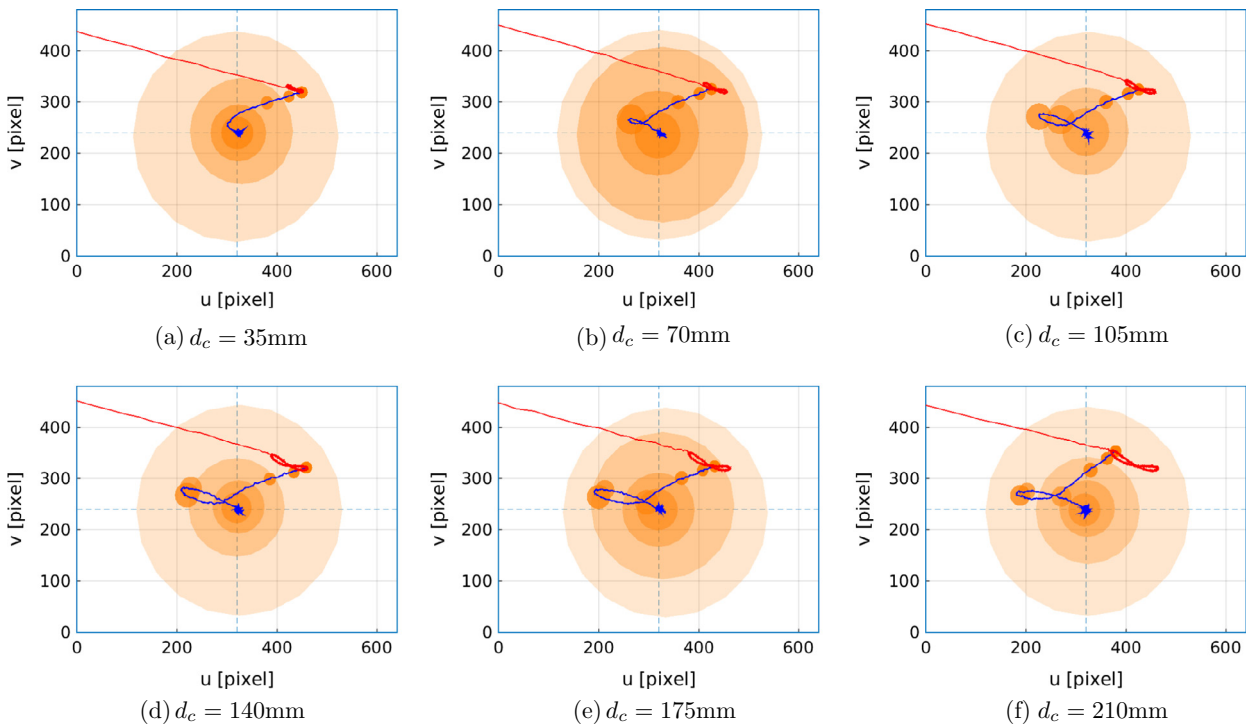 v [pixel]
400
300
200
100
0
0 200 400 600
u [pixel]
(a) d_c = 35mm
v [pixel]
400
300
200
100
0
0 200 400 600
u [pixel]
(b) d_c = 70mm
v [pixel]
400
300
200
100
0
0 200 400 600
u [pixel]
(c) d_c = 105mm
v [pixel]
400
300
200
100
0
0 200 400 600
u [pixel]
(d) d_c = 140mm
v [pixel]
400
300
200
100
0
0 200 400 600
u [pixel]
(e) d_c = 175mm
v [pixel]
400
300
200
100
0
0 200 400 600
u [pixel]
(f) d_c = 210mm